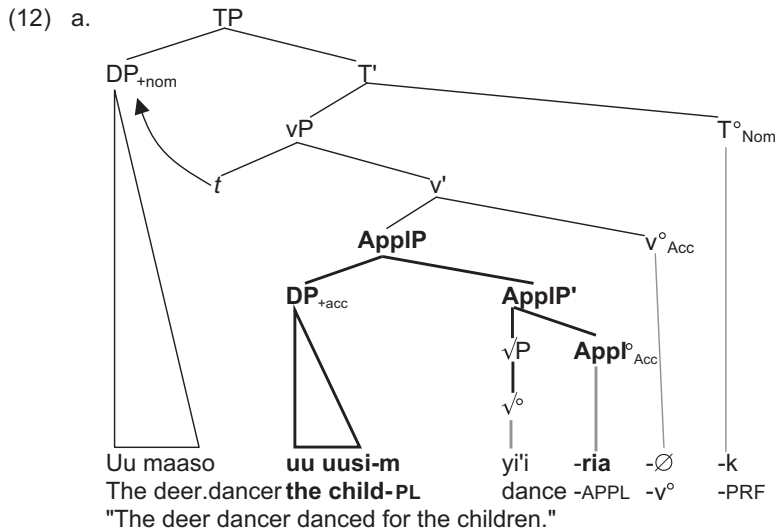 (12) a. TP
DP+nom T'
vP T°Nom
t v'
ApplP v°Acc
DP+acc ApplP'
√P Appl°Acc
√°
Uu maaso uu uusi-m yi'i -ria -∅ -k
The deer.dancer the child-PL dance -APPL -v° -PRF
"The deer dancer danced for the children."